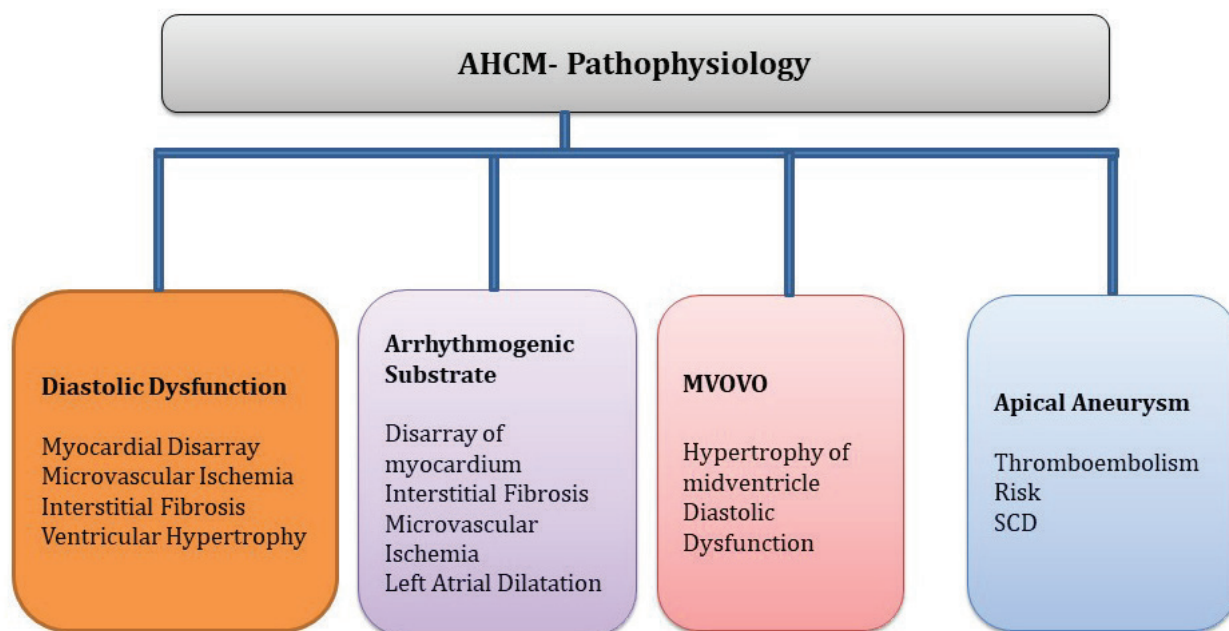 AHCM- Pathophysiology
Diastolic Dysfunction
Myocardial Disarray
Microvascular Ischemia
Interstitial Fibrosis
Ventricular Hypertrophy
Arrhythmogenic
Substrate
Disarray of
myocardium
Interstitial Fibrosis
Microvascular
Ischemia
Left Atrial Dilatation
MVOVO
Hypertrophy of
midventricle
Diastolic
Dysfunction
Apical Aneurysm
Thromboembolism
Risk
SCD